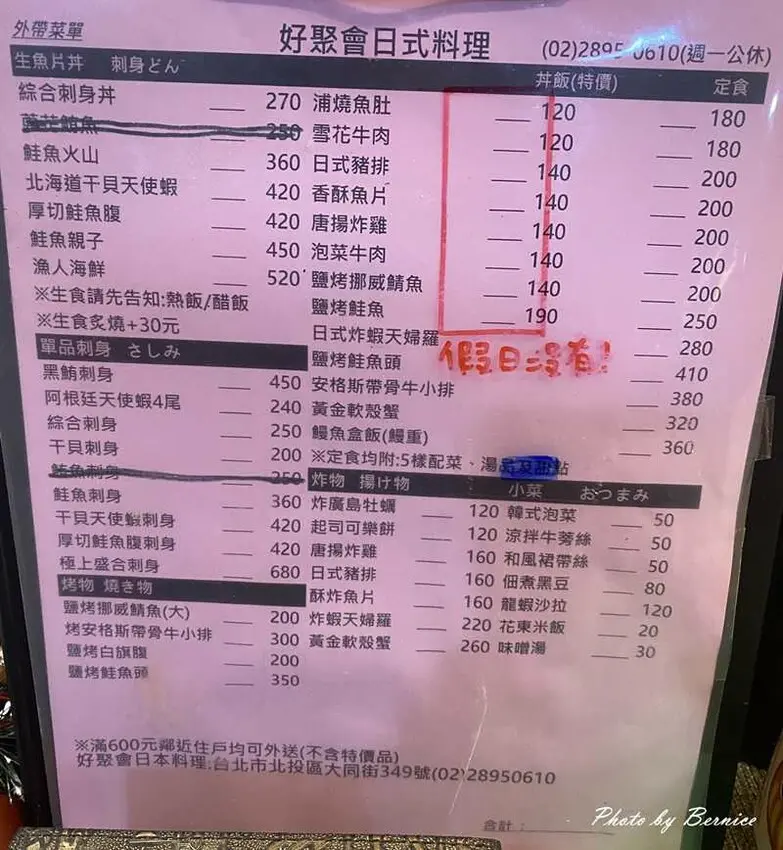 外帶菜單
好聚會日式料理
(02)2895-0610(週一公休)
生魚片丼 刺身どん
綜合刺身丼 270
250
鮭魚火山 360
北海道干貝天使蝦 420
厚切鮭魚腹 420
鮭魚親子 450
漁人海鮮 520
※生食請先告知:熱飯/醋飯
※生食炙燒+30元
單品刺身 さしみ
黑鮪刺身 450
阿根廷天使蝦4尾 240
綜合刺身 250
干貝刺身 200
鮪魚刺身 250
鮭魚刺身 360
干貝天使蝦刺身 420
厚切鮭魚腹刺身 420
極上盛合刺身 680
烤物 燒き物
鹽烤挪威鯖魚(大) 200
烤安格斯帶骨牛小排 300
鹽烤白旗腹 200
鹽烤鮭魚頭 350
丼飯(特價) 定食
浦燒魚肚 120 180
雪花牛肉 120 180
日式豬排 140 200
香酥魚片 140 200
唐揚炸雞 140 200
泡菜牛肉 140 200
鹽烤挪威鯖魚 140 200
鹽烤鮭魚 190 250
日式炸蝦天婦羅 280
鹽烤鮭魚頭 410
安格斯帶骨牛小排 380
黃金軟殼蟹 320
鰻魚盒飯(鰻重) 360
假日沒有!
※定食均附:5樣配菜、湯品及甜點
炸物 揚げ物
炸廣島牡蠣 120
起司可樂餅 120
唐揚炸雞 160
日式豬排 160
酥炸魚片 160
炸蝦天婦羅 220
黃金軟殼蟹 260
小菜 おつまみ
韓式泡菜 50
涼拌牛蒡絲 50
和風裙帶絲 50
佃煮黑豆 80
龍蝦沙拉 120
花東米飯 20
味噌湯 30
※滿600元鄰近住戶均可外送(不含特價品)
好聚會日本料理:台北市北投區大同街349號(02)28950610
合計:
Photo by Bernice